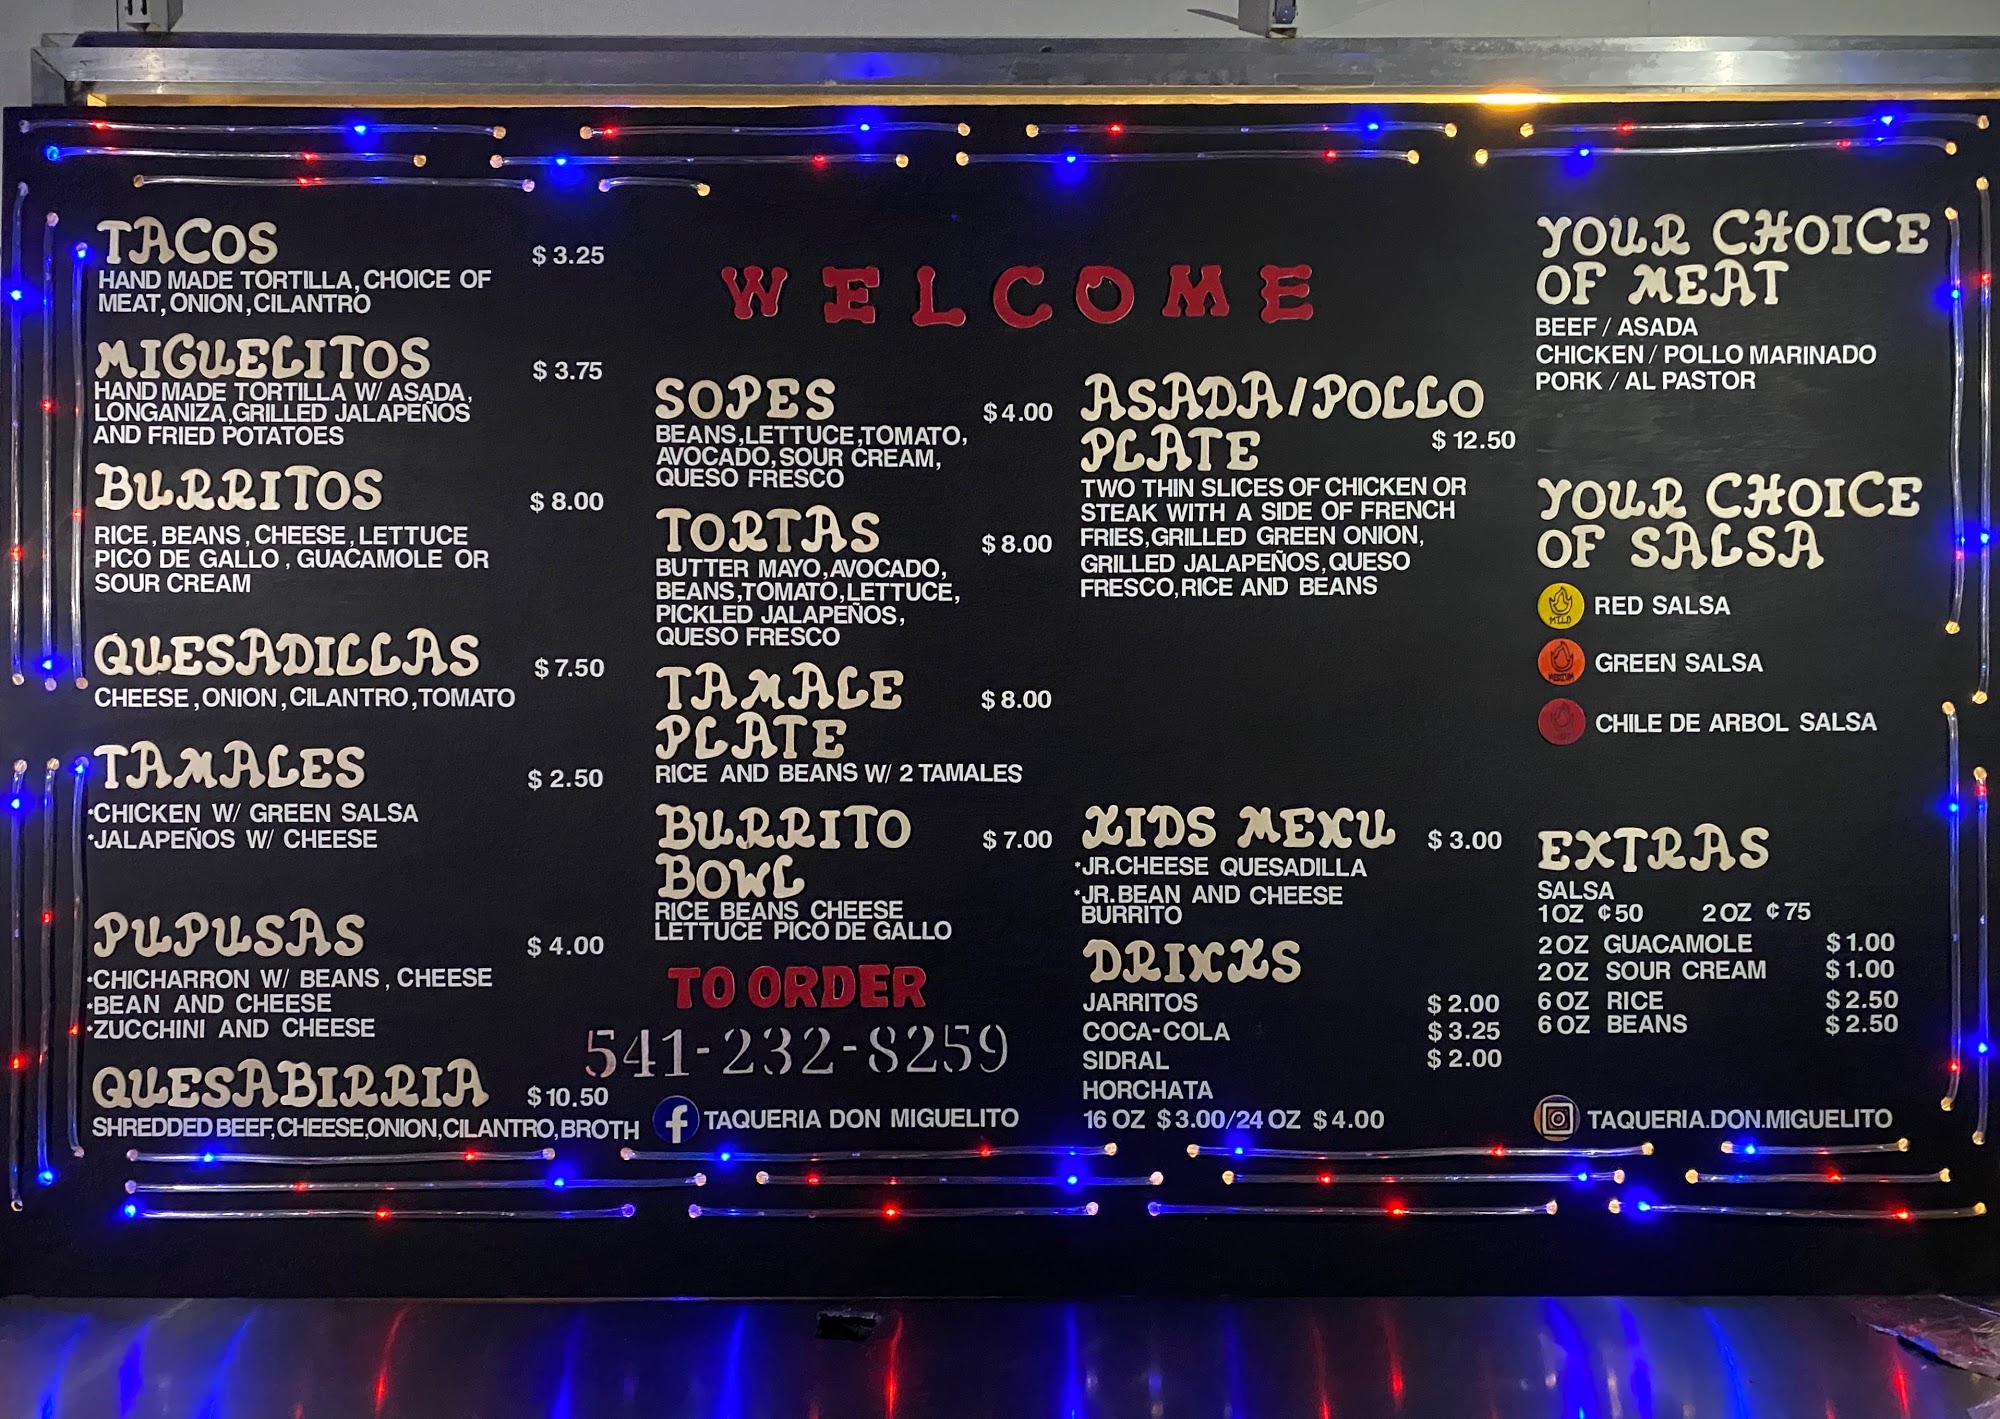 TACOS $3.25
HAND MADE TORTILLA, CHOICE OF
MEAT, ONION, CILANTRO
MIGUELITOS $3.75
HAND MADE TORTILLA W/ ASADA,
LONGANIZA, GRILLED JALAPEÑOS
AND FRIED POTATOES
BURRITOS $8.00
RICE, BEANS, CHEESE, LETTUCE
PICO DE GALLO, GUACAMOLE OR
SOUR CREAM
QUESADILLAS $7.50
CHEESE, ONION, CILANTRO, TOMATO
TAMALES $2.50
*CHICKEN W/ GREEN SALSA
*JALAPEÑOS W/ CHEESE
PUPUSAS $4.00
*CHICHARRON W/ BEANS, CHEESE
*BEAN AND CHEESE
*ZUCCHINI AND CHEESE
QUESABIRRIA $10.50
SHREDDED BEEF, CHEESE, ONION, CILANTRO, BROTH
WELCOME
SOPES $4.00
BEANS, LETTUCE, TOMATO,
AVOCADO, SOUR CREAM,
QUESO FRESCO
TORTAS $8.00
BUTTER MAYO, AVOCADO,
BEANS, TOMATO, LETTUCE,
PICKLED JALAPEÑOS,
QUESO FRESCO
TAMALE $8.00
PLATE
RICE AND BEANS W/ 2 TAMALES
BURRITO $7.00
BOWL
RICE BEANS CHEESE
LETTUCE PICO DE GALLO
TO ORDER
541-232-8259
TAQUERIA DON MIGUELITO
ASADA/POLLO
PLATE $12.50
TWO THIN SLICES OF CHICKEN OR
STEAK WITH A SIDE OF FRENCH
FRIES, GRILLED GREEN ONION,
GRILLED JALAPEÑOS, QUESO
FRESCO, RICE AND BEANS
KIDS MENU $3.00
*JR. CHEESE QUESADILLA
*JR. BEAN AND CHEESE
BURRITO
DRINKS
JARRITOS $2.00
COCA-COLA $3.25
SIDRAL $2.00
HORCHATA
16 OZ $3.00/24 OZ $4.00
YOUR CHOICE
OF MEAT
BEEF / ASADA
CHICKEN / POLLO MARINADO
PORK / AL PASTOR
YOUR CHOICE
OF SALSA
MILD RED SALSA
MEDIUM GREEN SALSA
CHILE DE ARBOL SALSA
EXTRAS
SALSA
1 OZ ¢50 2 OZ ¢75
2 OZ GUACAMOLE $1.00
2 OZ SOUR CREAM $1.00
6 OZ RICE $2.50
6 OZ BEANS $2.50
TAQUERIA.DON.MIGUELITO